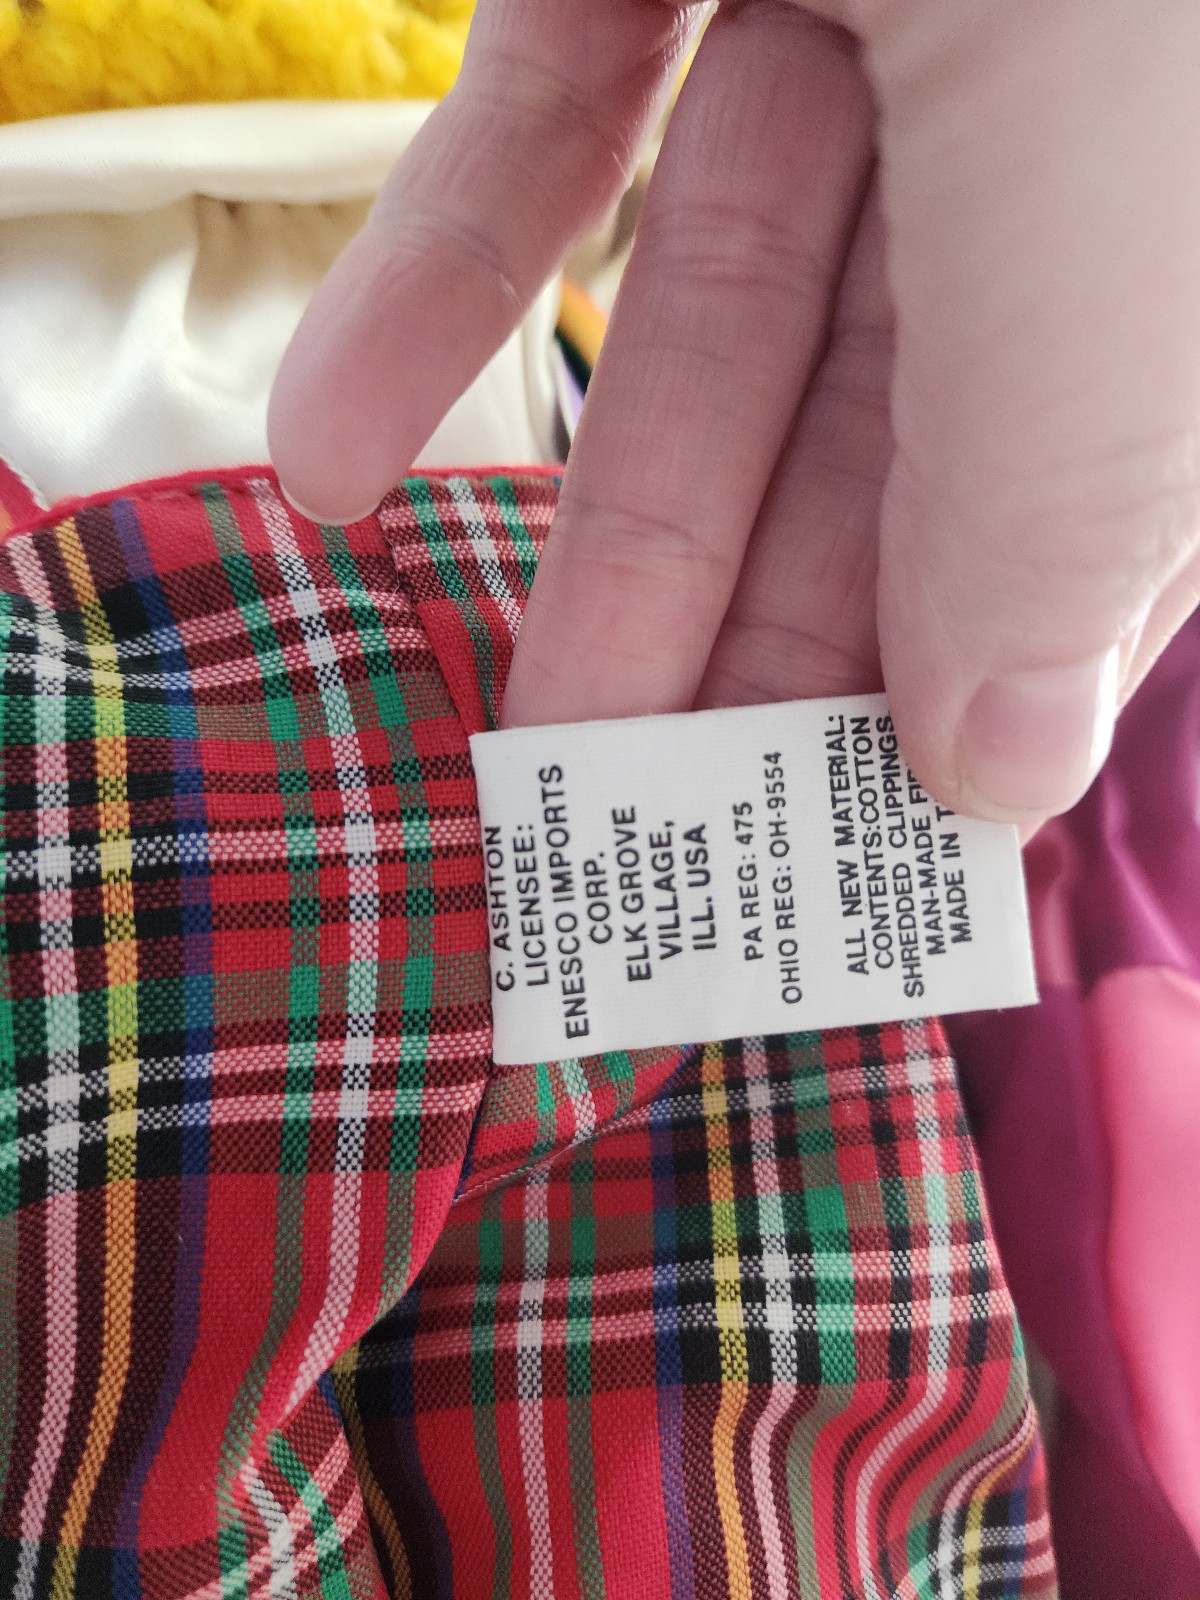 C. ASHTON
LICENSEE:
ENESCO IMPORTS
CORP.
ELK GROVE
VILLAGE,
ILL. USA
PA REG: 475
OHIO REG: OH-9554
ALL NEW MATERIAL:
CONTENTS:COTTON
SHREDDED CLIPPINGS
MAN-MADE
MADE IN